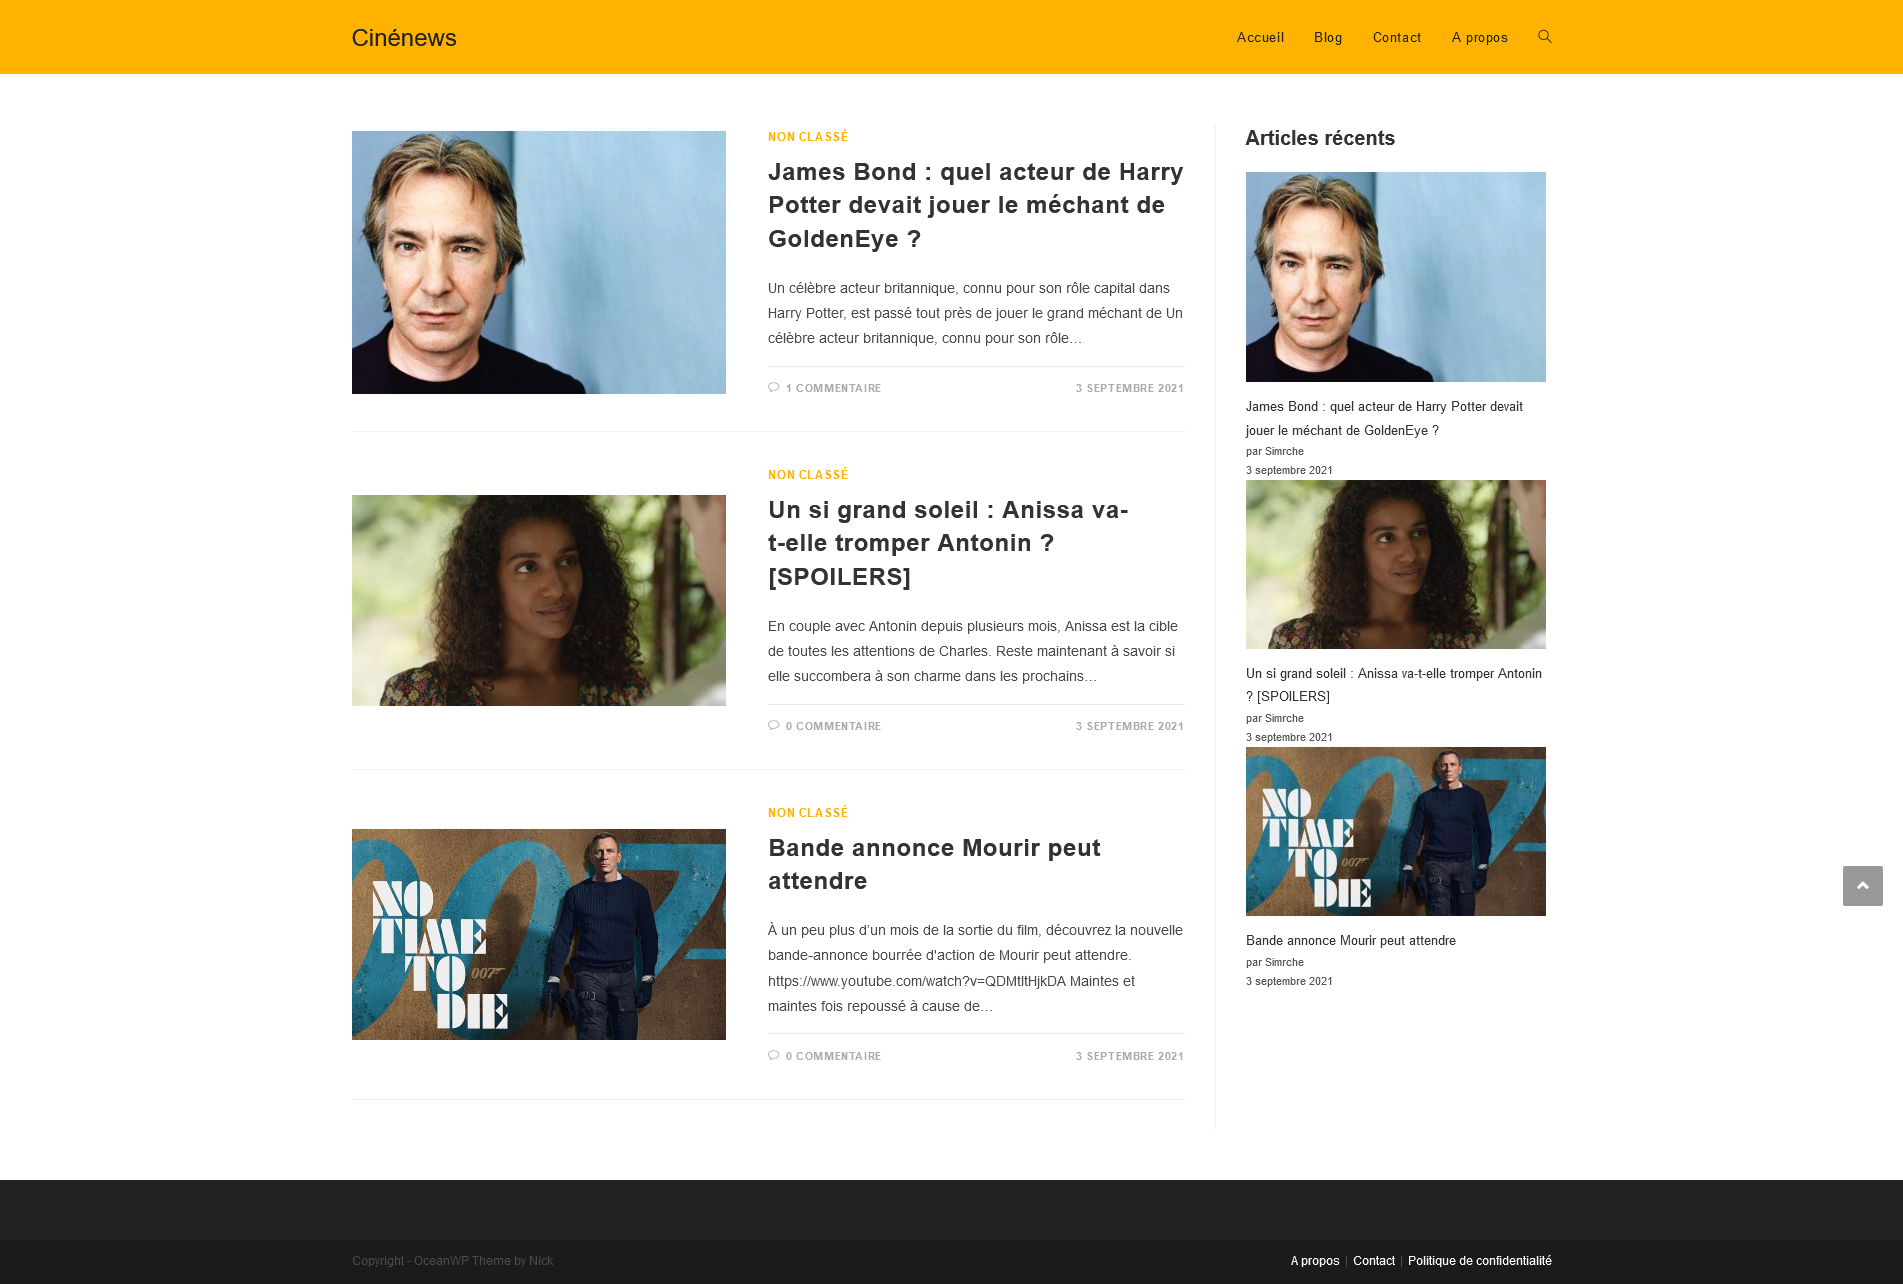 Cinénews
Accueil
Blog
Contact
A propos
NON CLASSÉ
James Bond : quel acteur de Harry
Potter devait jouer le méchant de
GoldenEye ?
Un célèbre acteur britannique, connu pour son rôle capital dans
Harry Potter, est passé tout près de jouer le grand méchant de Un
célèbre acteur britannique, connu pour son rôle…
1 COMMENTAIRE
3 SEPTEMBRE 2021
NON CLASSÉ
Un si grand soleil : Anissa va-
t-elle tromper Antonin ?
[SPOILERS]
En couple avec Antonin depuis plusieurs mois, Anissa est la cible
de toutes les attentions de Charles. Reste maintenant à savoir si
elle succombera à son charme dans les prochains…
0 COMMENTAIRE
3 SEPTEMBRE 2021
007
NO
TIME
TO
007
DIE
NON CLASSÉ
Bande annonce Mourir peut
attendre
À un peu plus d’un mois de la sortie du film, découvrez la nouvelle
bande-annonce bourrée d'action de Mourir peut attendre.
https://www.youtube.com/watch?v=QDMtltHjkDA Maintes et
maintes fois repoussé à cause de…
0 COMMENTAIRE
3 SEPTEMBRE 2021
Articles récents
James Bond : quel acteur de Harry Potter devait
jouer le méchant de GoldenEye ?
par Simrche
3 septembre 2021
Un si grand soleil : Anissa va-t-elle tromper Antonin
? [SPOILERS]
par Simrche
3 septembre 2021
007
NO
TIME
TO
007
DIE
Bande annonce Mourir peut attendre
par Simrche
3 septembre 2021
Copyright - OceanWP Theme by Nick
A propos | Contact | Politique de confidentialité